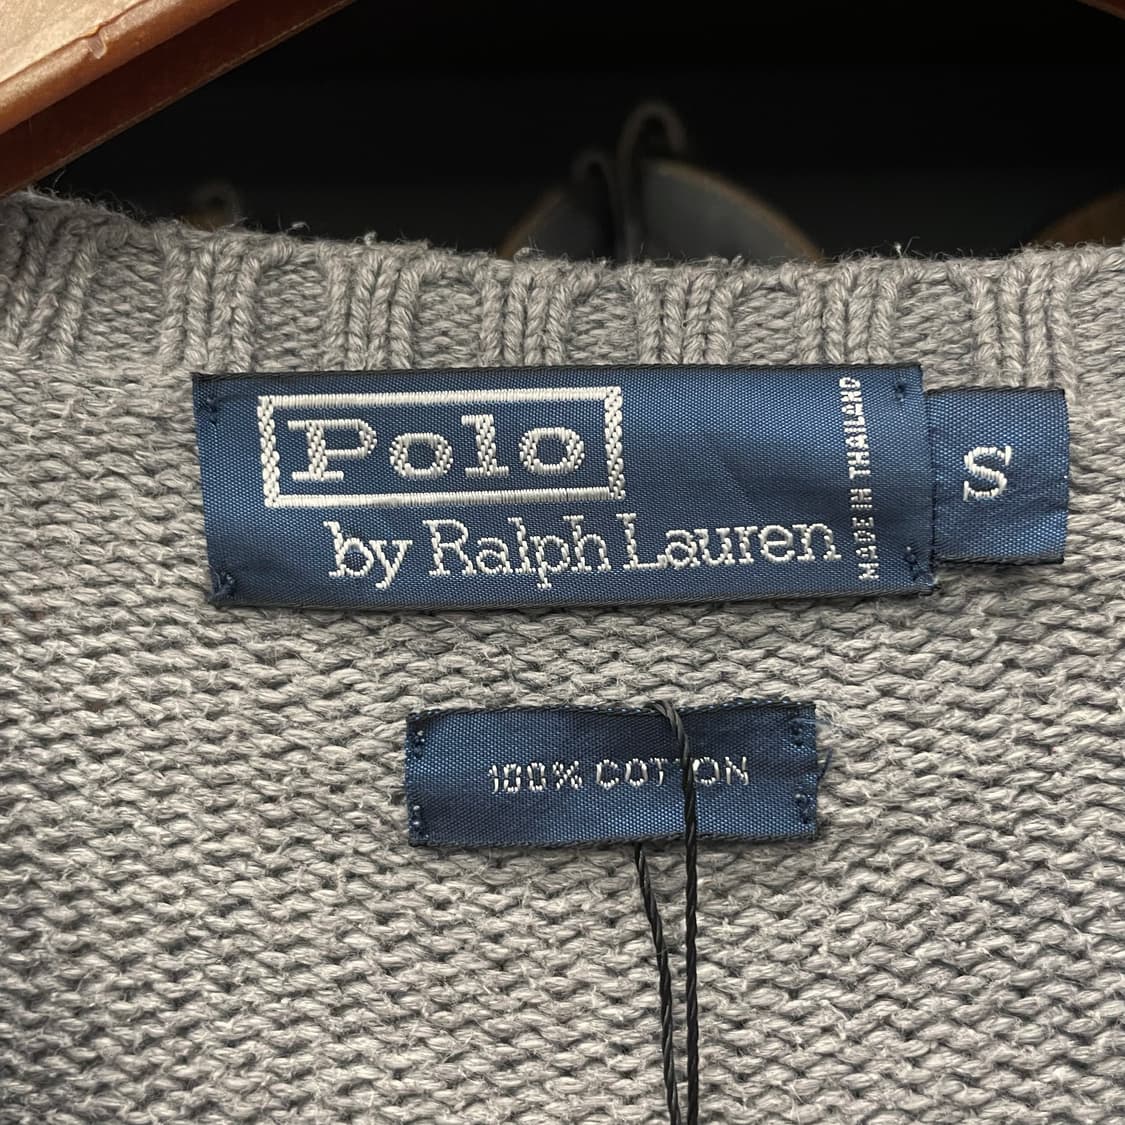 Polo
by Ralph Lauren
MADE IN THAILAND
S
100% COTTON